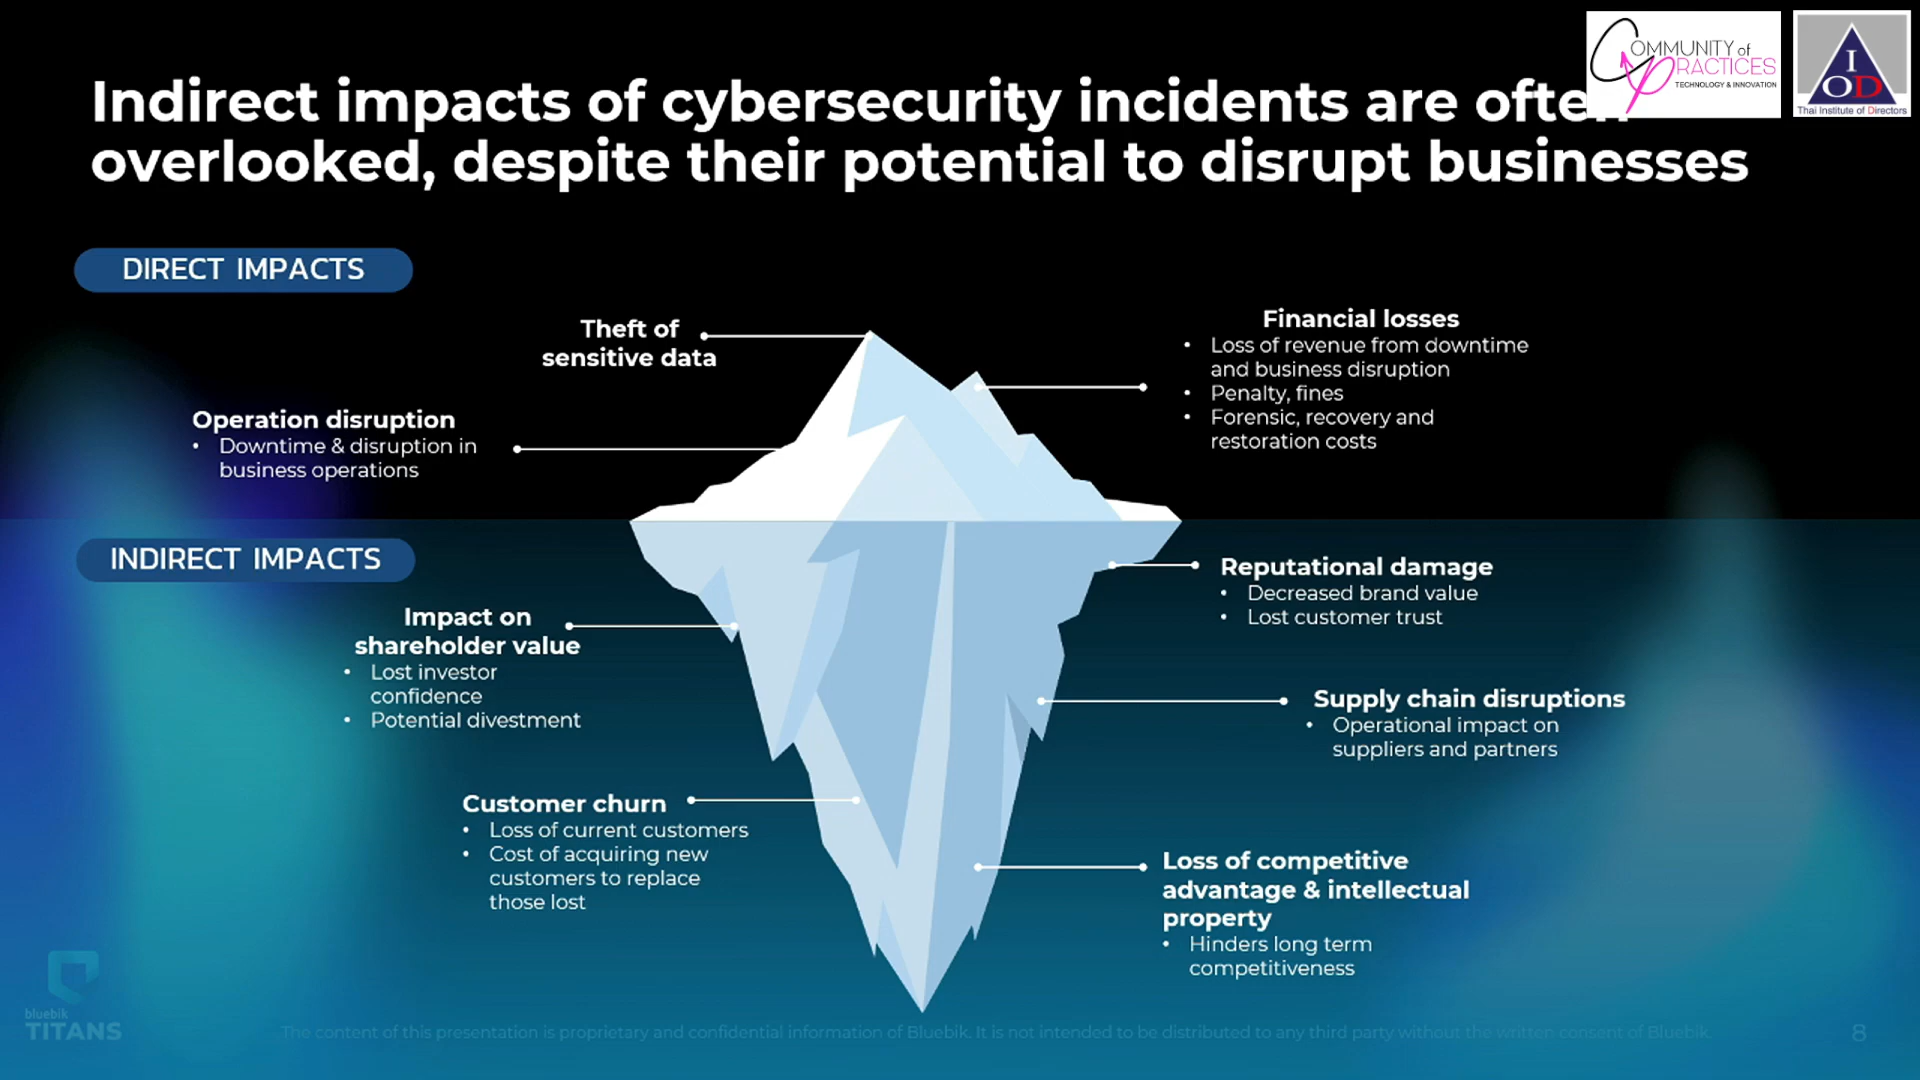 COMMUNITY of
PRACTICES
TECHNOLOGY & INNOVATION
IOD
Thai Institute of Directors
Indirect impacts of cybersecurity incidents are often
overlooked, despite their potential to disrupt businesses
DIRECT IMPACTS
Theft of
sensitive data
Financial losses
• Loss of revenue from downtime
and business disruption
• Penalty, fines
• Forensic, recovery and
restoration costs
Operation disruption
• Downtime & disruption in
business operations
INDIRECT IMPACTS
Reputational damage
• Decreased brand value
• Lost customer trust
Impact on
shareholder value
• Lost investor
confidence
• Potential divestment
Supply chain disruptions
• Operational impact on
suppliers and partners
Customer churn
• Loss of current customers
• Cost of acquiring new
customers to replace
those lost
Loss of competitive
advantage & intellectual
property
• Hinders long term
competitiveness
bluebik
TITANS
The content of this presentation is proprietary and confidential information of Bluebik. It is not intended to be distributed to any third party without the written consent of Bluebik.
8